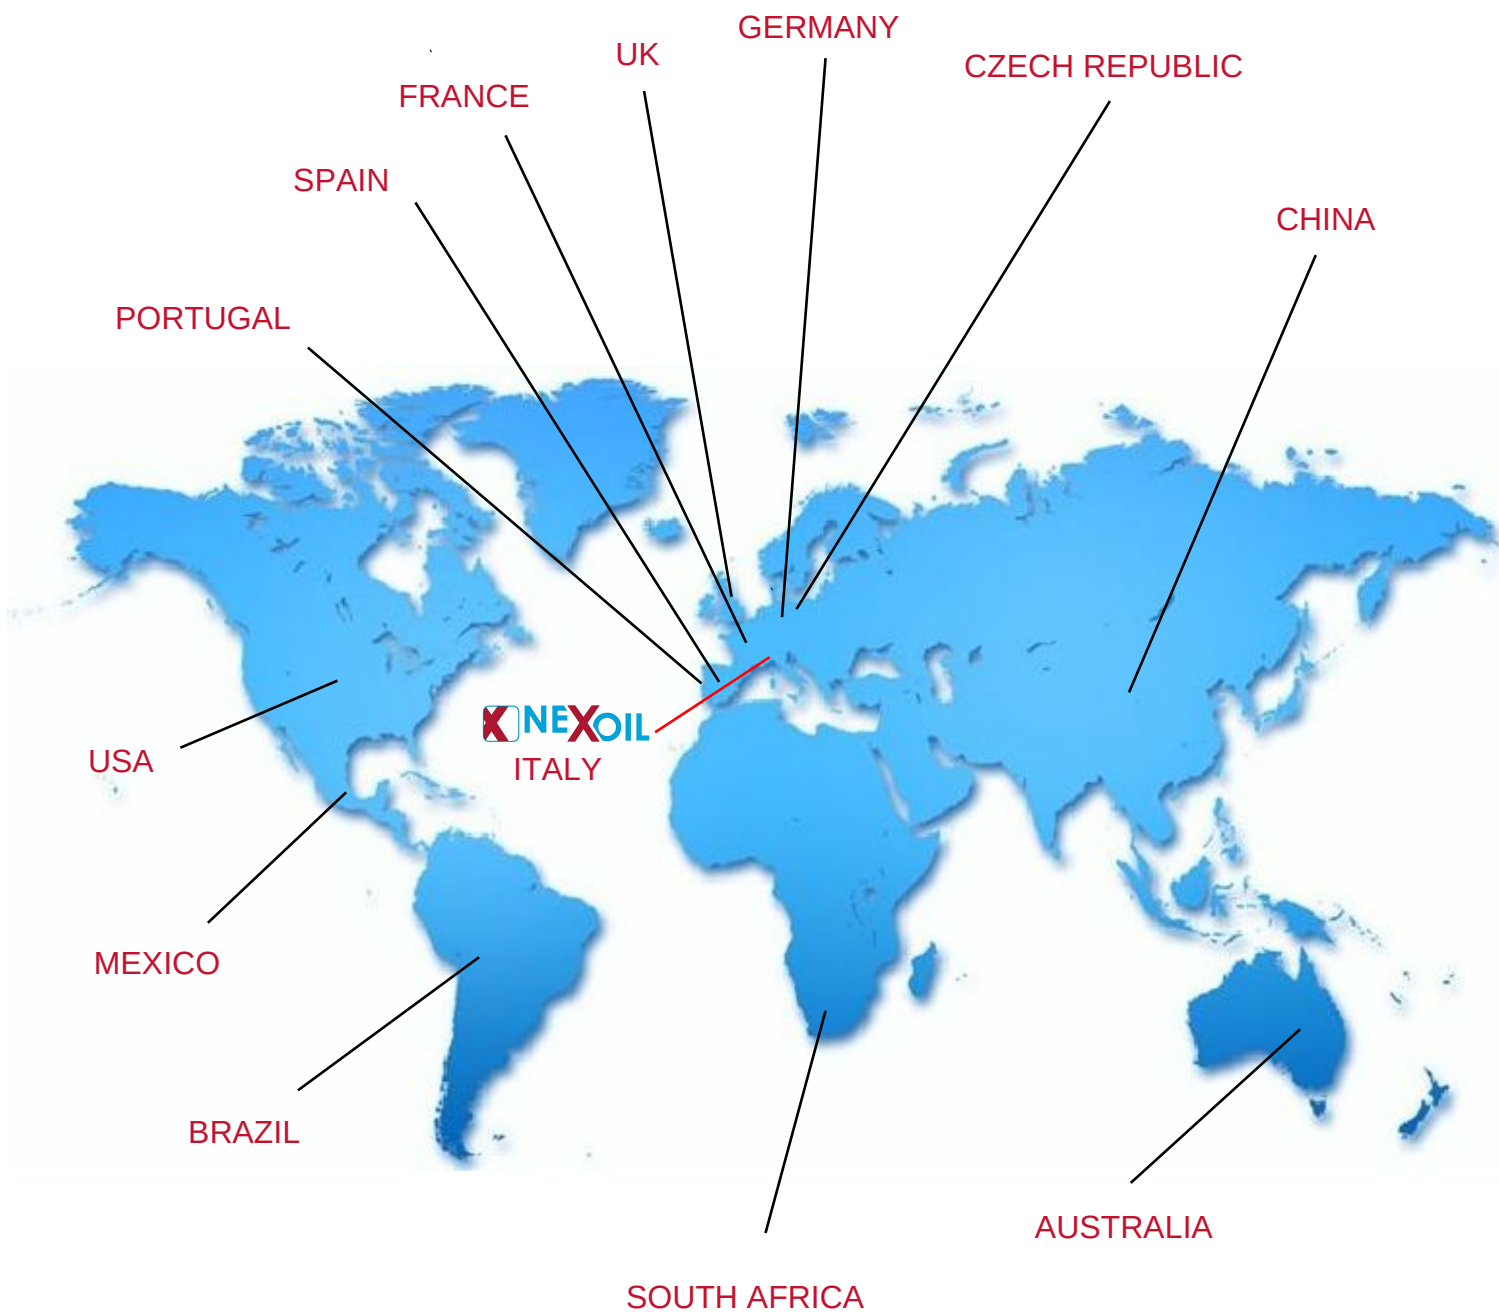 GERMANY
UK
CZECH REPUBLIC
FRANCE
SPAIN
CHINA
PORTUGAL
NEXOIL
ITALY
USA
MEXICO
BRAZIL
AUSTRALIA
SOUTH AFRICA